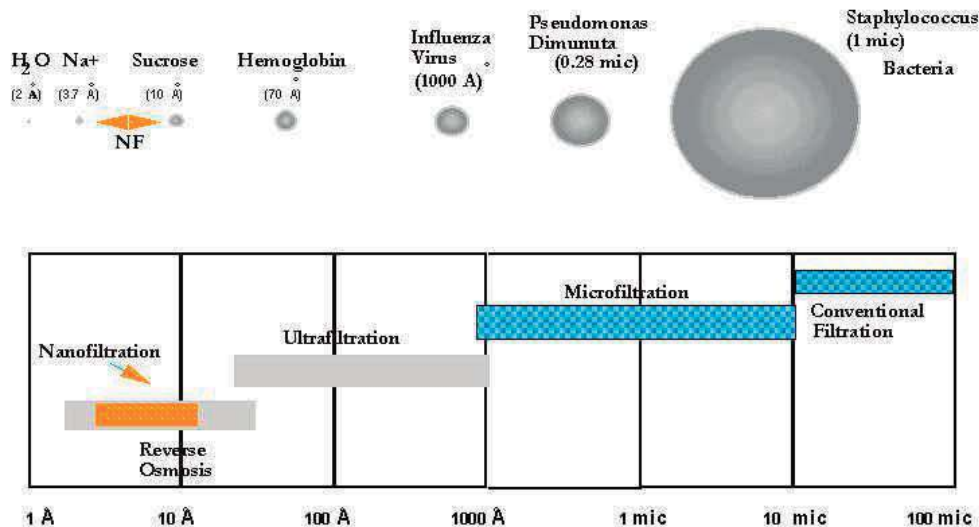 H2O Na+ Sucrose Hemoglobin Influenza Virus (1000 Å) Pseudomonas Dimunuta (0.28 mic) Staphylococcus (1 mic)
Bacteria
(2 Å) (3.7 Å) (10 Å) (70 Å)
NF
Microfiltration
Conventional
Filtration
Ultrafiltration
Nanofiltration
Reverse
Osmosis
1 Å 10 Å 100 Å 1000 Å 1 mic 10 mic 100 mic